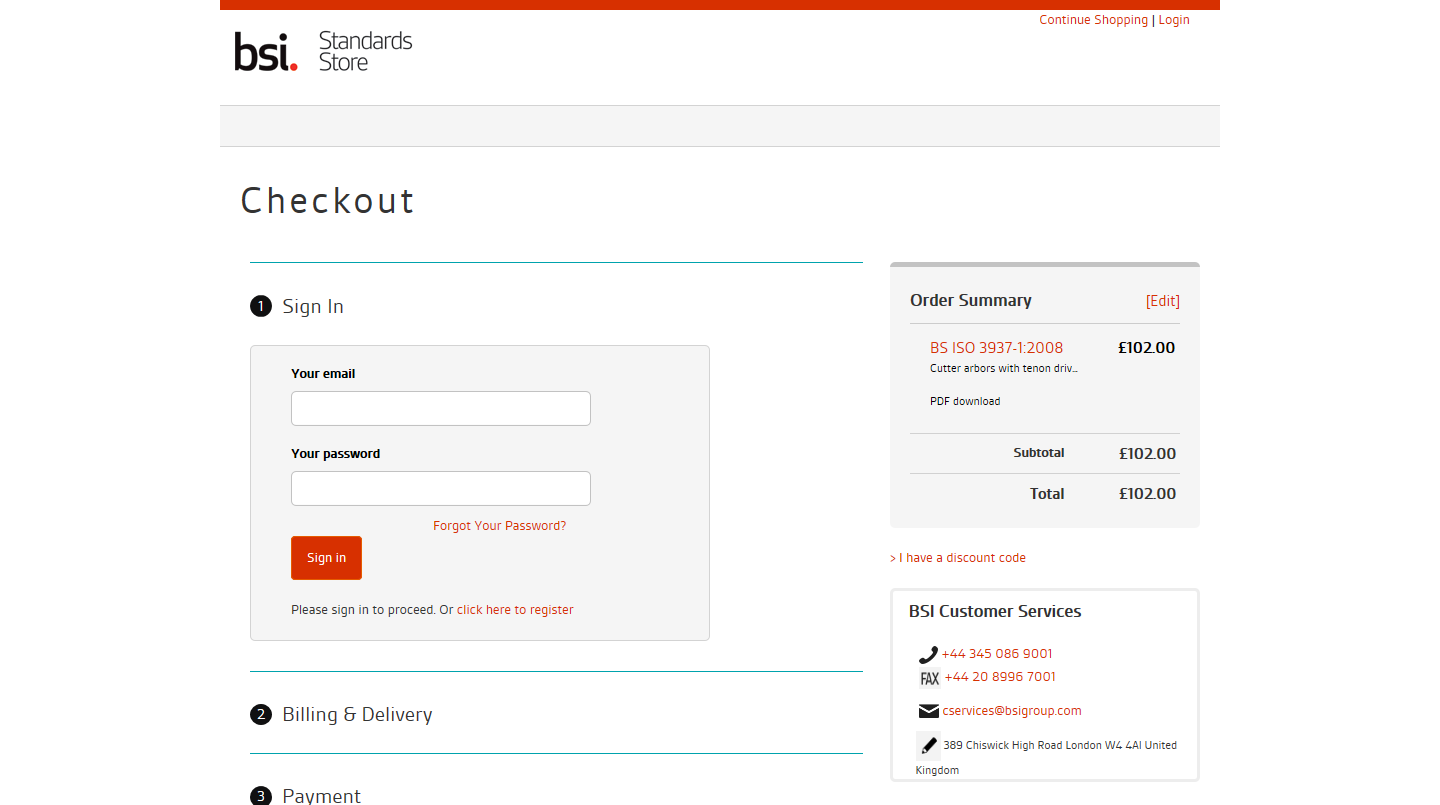 Continue Shopping | Login
bsi. Standards Store
Checkout
1 Sign In
Your email
Your password
Forgot Your Password?
Sign in
Please sign in to proceed. Or click here to register
2 Billing & Delivery
3 Payment
Order Summary [Edit]
BS ISO 3937-1:2008 £102.00
Cutter arbors with tenon driv...
PDF download
Subtotal £102.00
Total £102.00
> I have a discount code
BSI Customer Services
+44 345 086 9001
FAX +44 20 8996 7001
cservices@bsigroup.com
389 Chiswick High Road London W4 4Al United
Kingdom